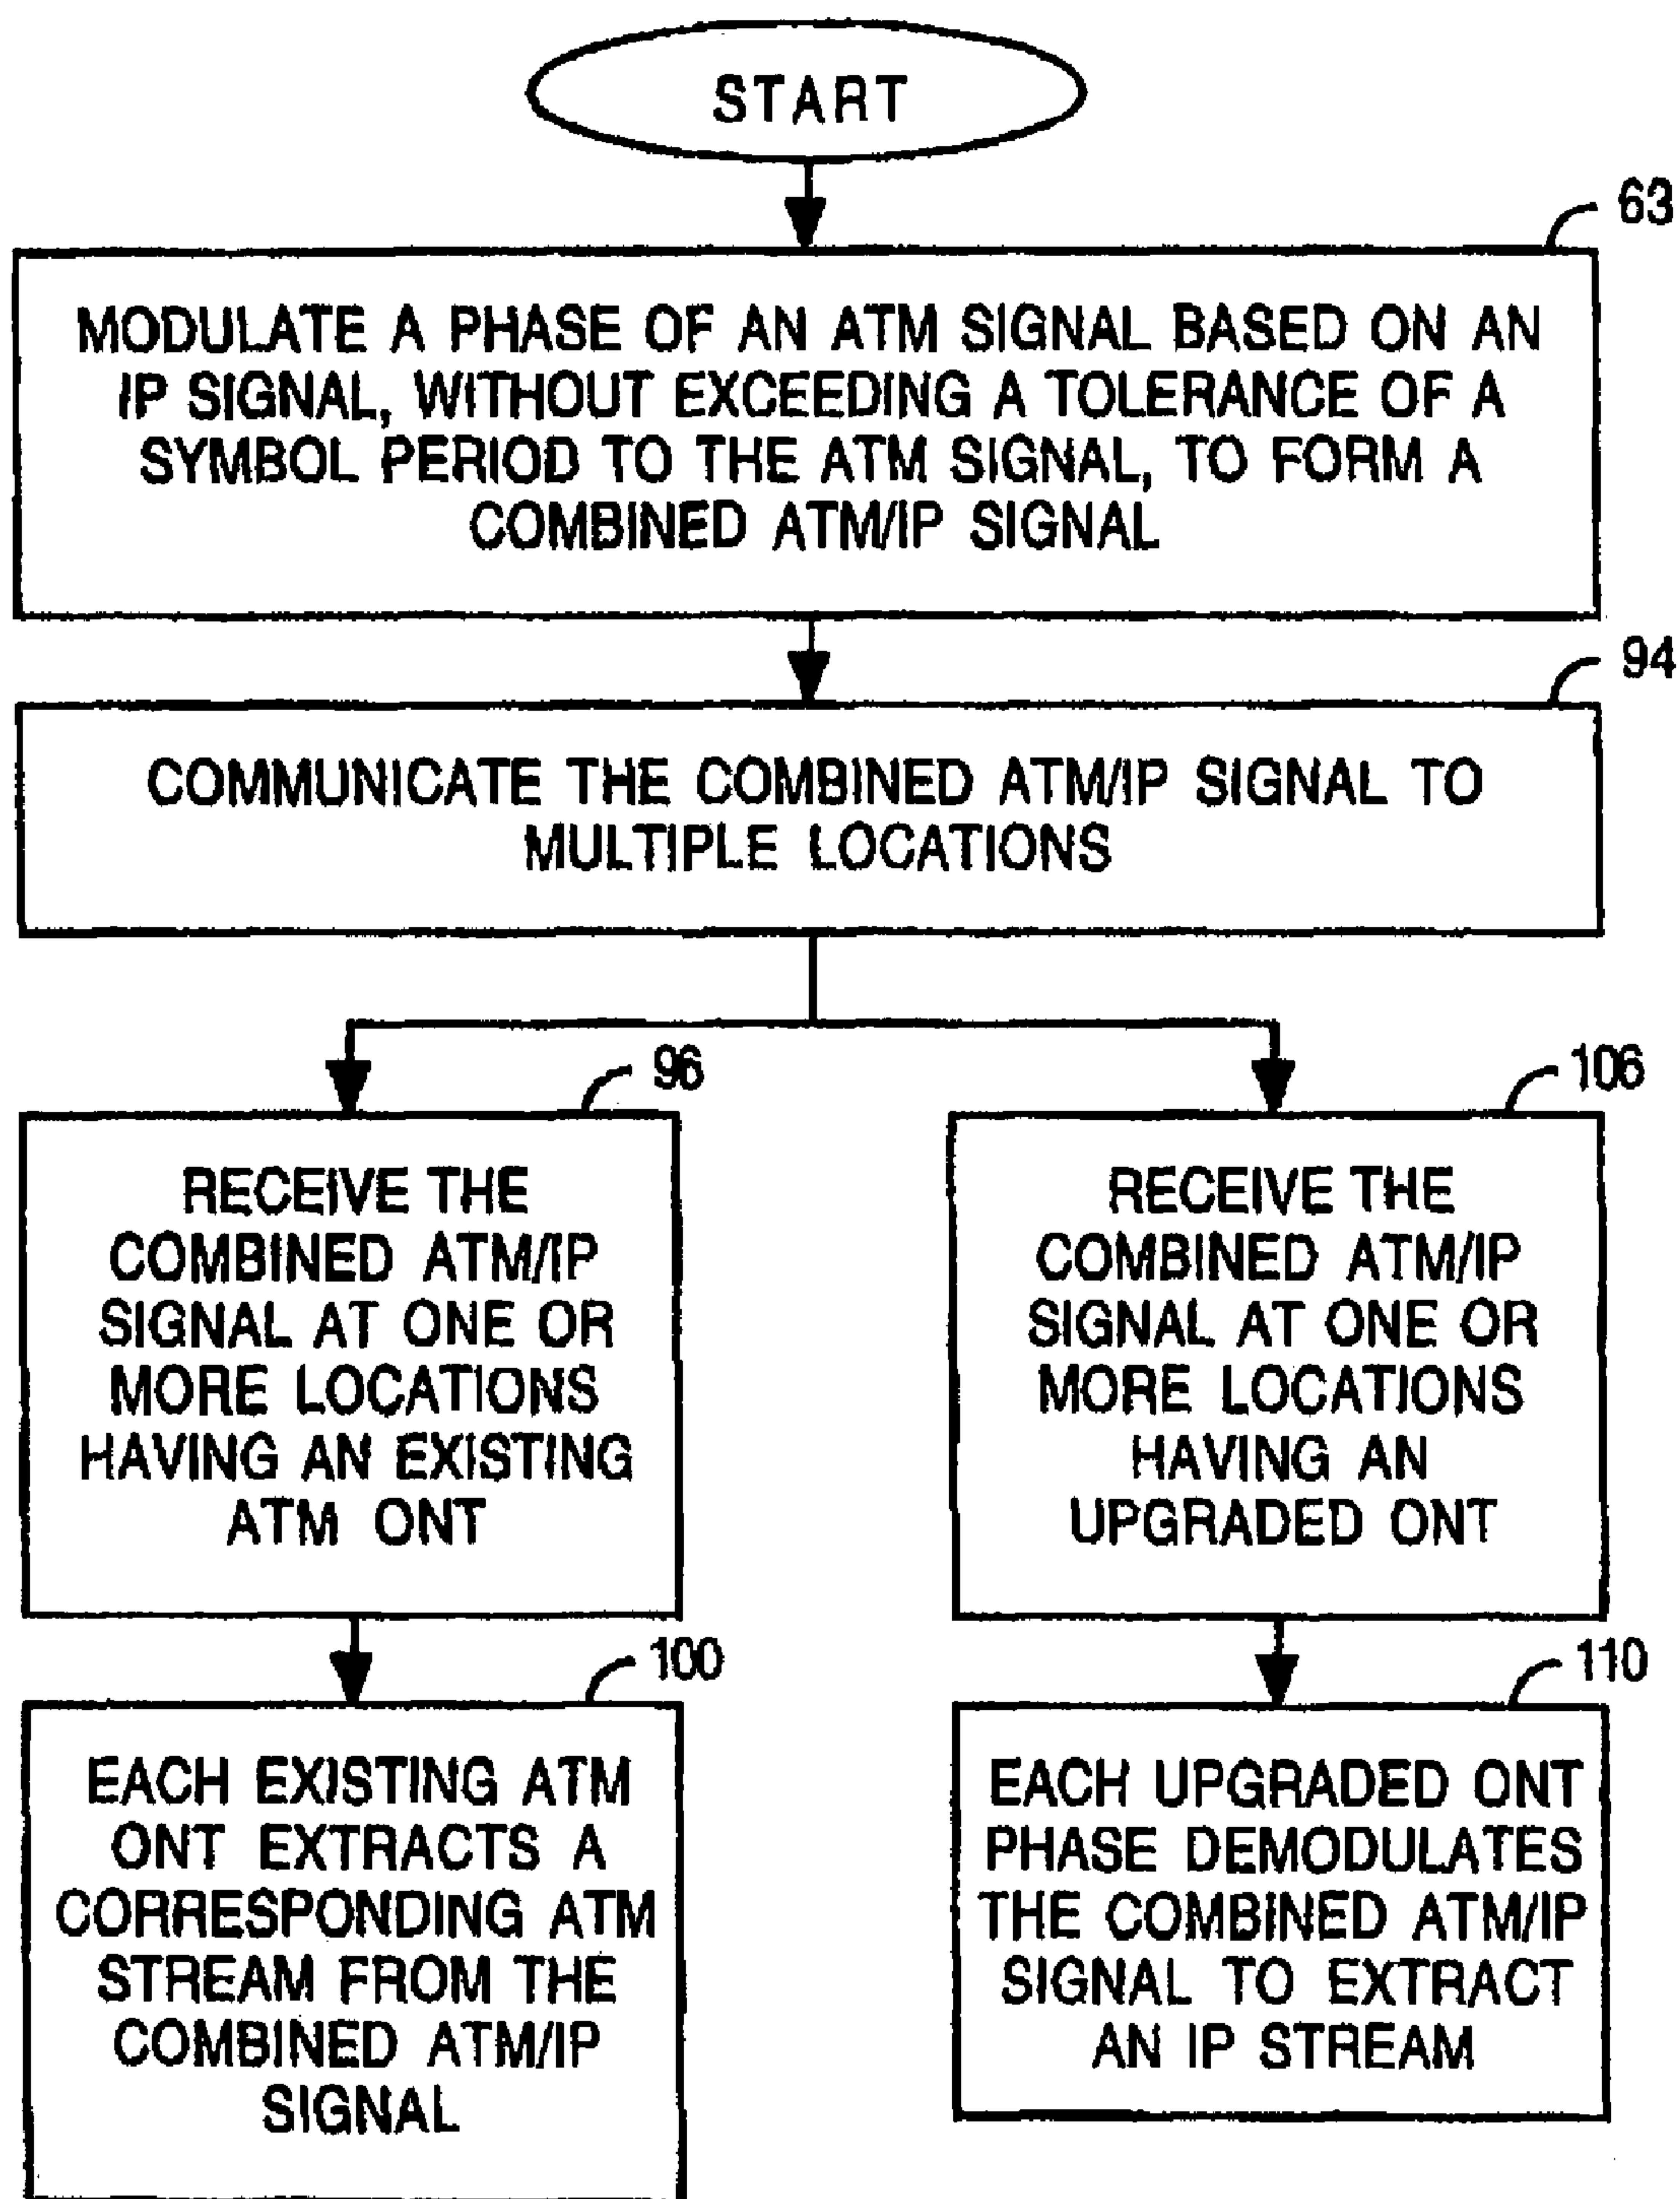 START
63
MODULATE A PHASE OF AN ATM SIGNAL BASED ON AN
IP SIGNAL, WITHOUT EXCEEDING A TOLERANCE OF A
SYMBOL PERIOD TO THE ATM SIGNAL, TO FORM A
COMBINED ATM/IP SIGNAL
94
COMMUNICATE THE COMBINED ATM/IP SIGNAL TO
MULTIPLE LOCATIONS
96
RECEIVE THE
COMBINED ATM/IP
SIGNAL AT ONE OR
MORE LOCATIONS
HAVING AN EXISTING
ATM ONT
106
RECEIVE THE
COMBINED ATM/IP
SIGNAL AT ONE OR
MORE LOCATIONS
HAVING AN
UPGRADED ONT
100
EACH EXISTING ATM
ONT EXTRACTS A
CORRESPONDING ATM
STREAM FROM THE
COMBINED ATM/IP
SIGNAL
110
EACH UPGRADED ONT
PHASE DEMODULATES
THE COMBINED ATM/IP
SIGNAL TO EXTRACT
AN IP STREAM